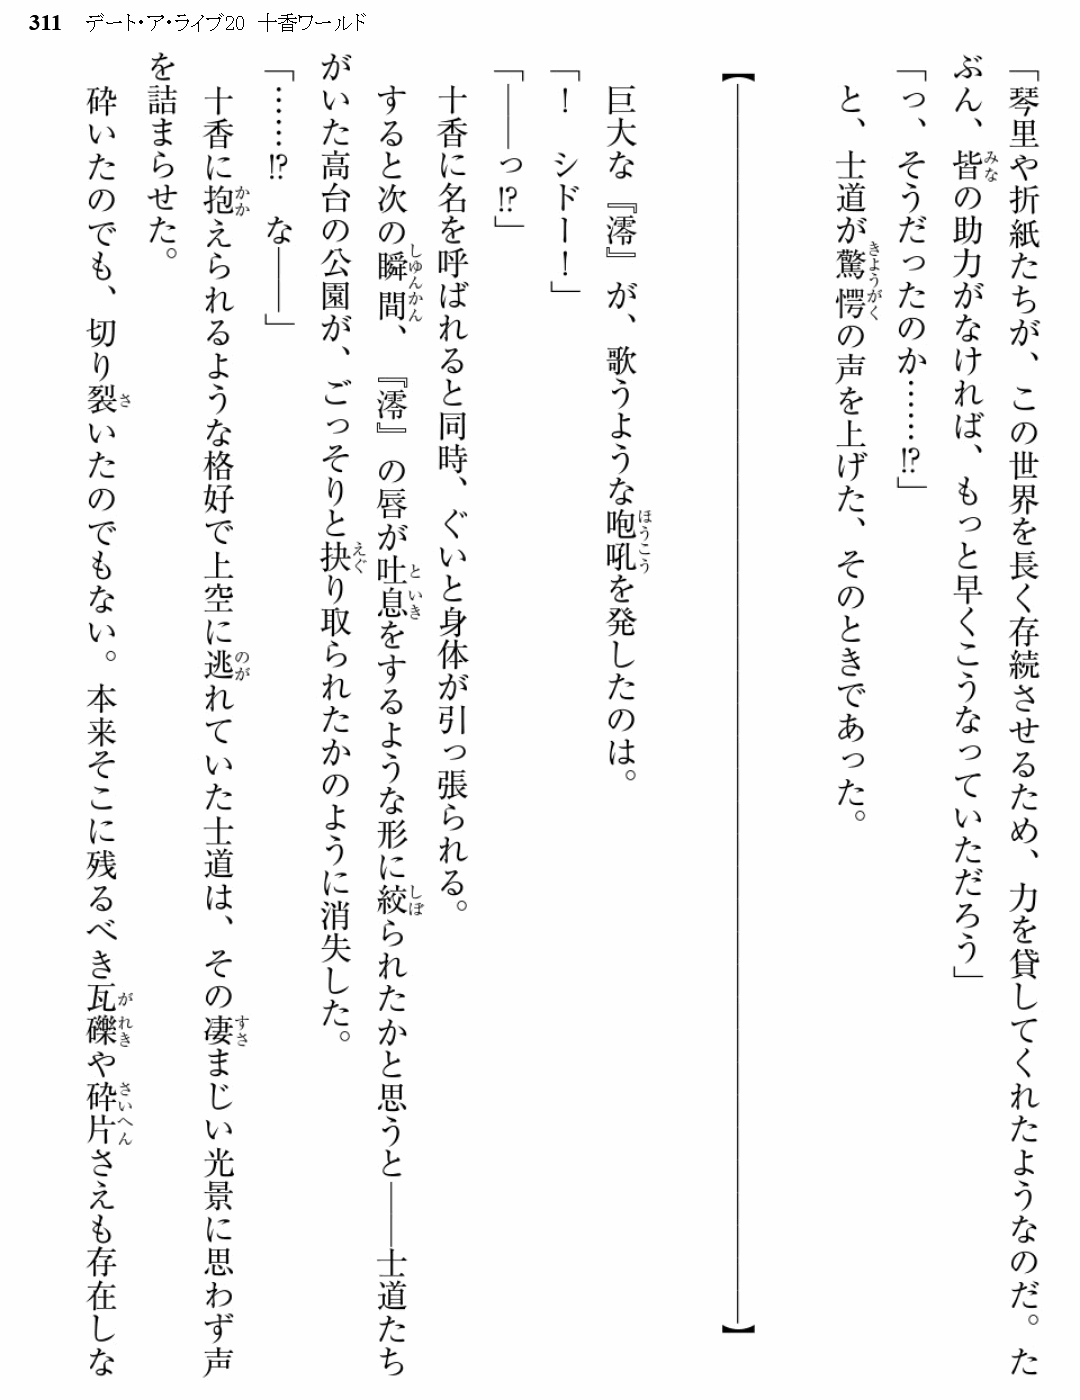 311 デート・ア・ライブ20 十香ワールド
「琴里や折紙たちが、この世界を長く存続させるため、力を貸してくれたようなのだ。た
ぶん、皆の助力がなければ、もっと早くこうなっていただろう」
「っ、そうだったのか……!?」
と、士道が驚愕の声を上げた、そのときであった。
【――――――――――――――――――――――――――――――――――――】
巨大な『澪』が、歌うような咆吼を発したのは。
「！　シドー！」
「――っ!?」
十香に名を呼ばれると同時、ぐいと身体が引っ張られる。
すると次の瞬間、『澪』の唇が吐息をするような形に絞られたかと思うと――士道たち
がいた高台の公園が、ごっそりと抉り取られたかのように消失した。
「……!?　な――」
十香に抱えられるような格好で上空に逃れていた士道は、その凄まじい光景に思わず声
を詰まらせた。
砕いたのでも、切り裂いたのでもない。本来そこに残るべき瓦礫や砕片さえも存在しな